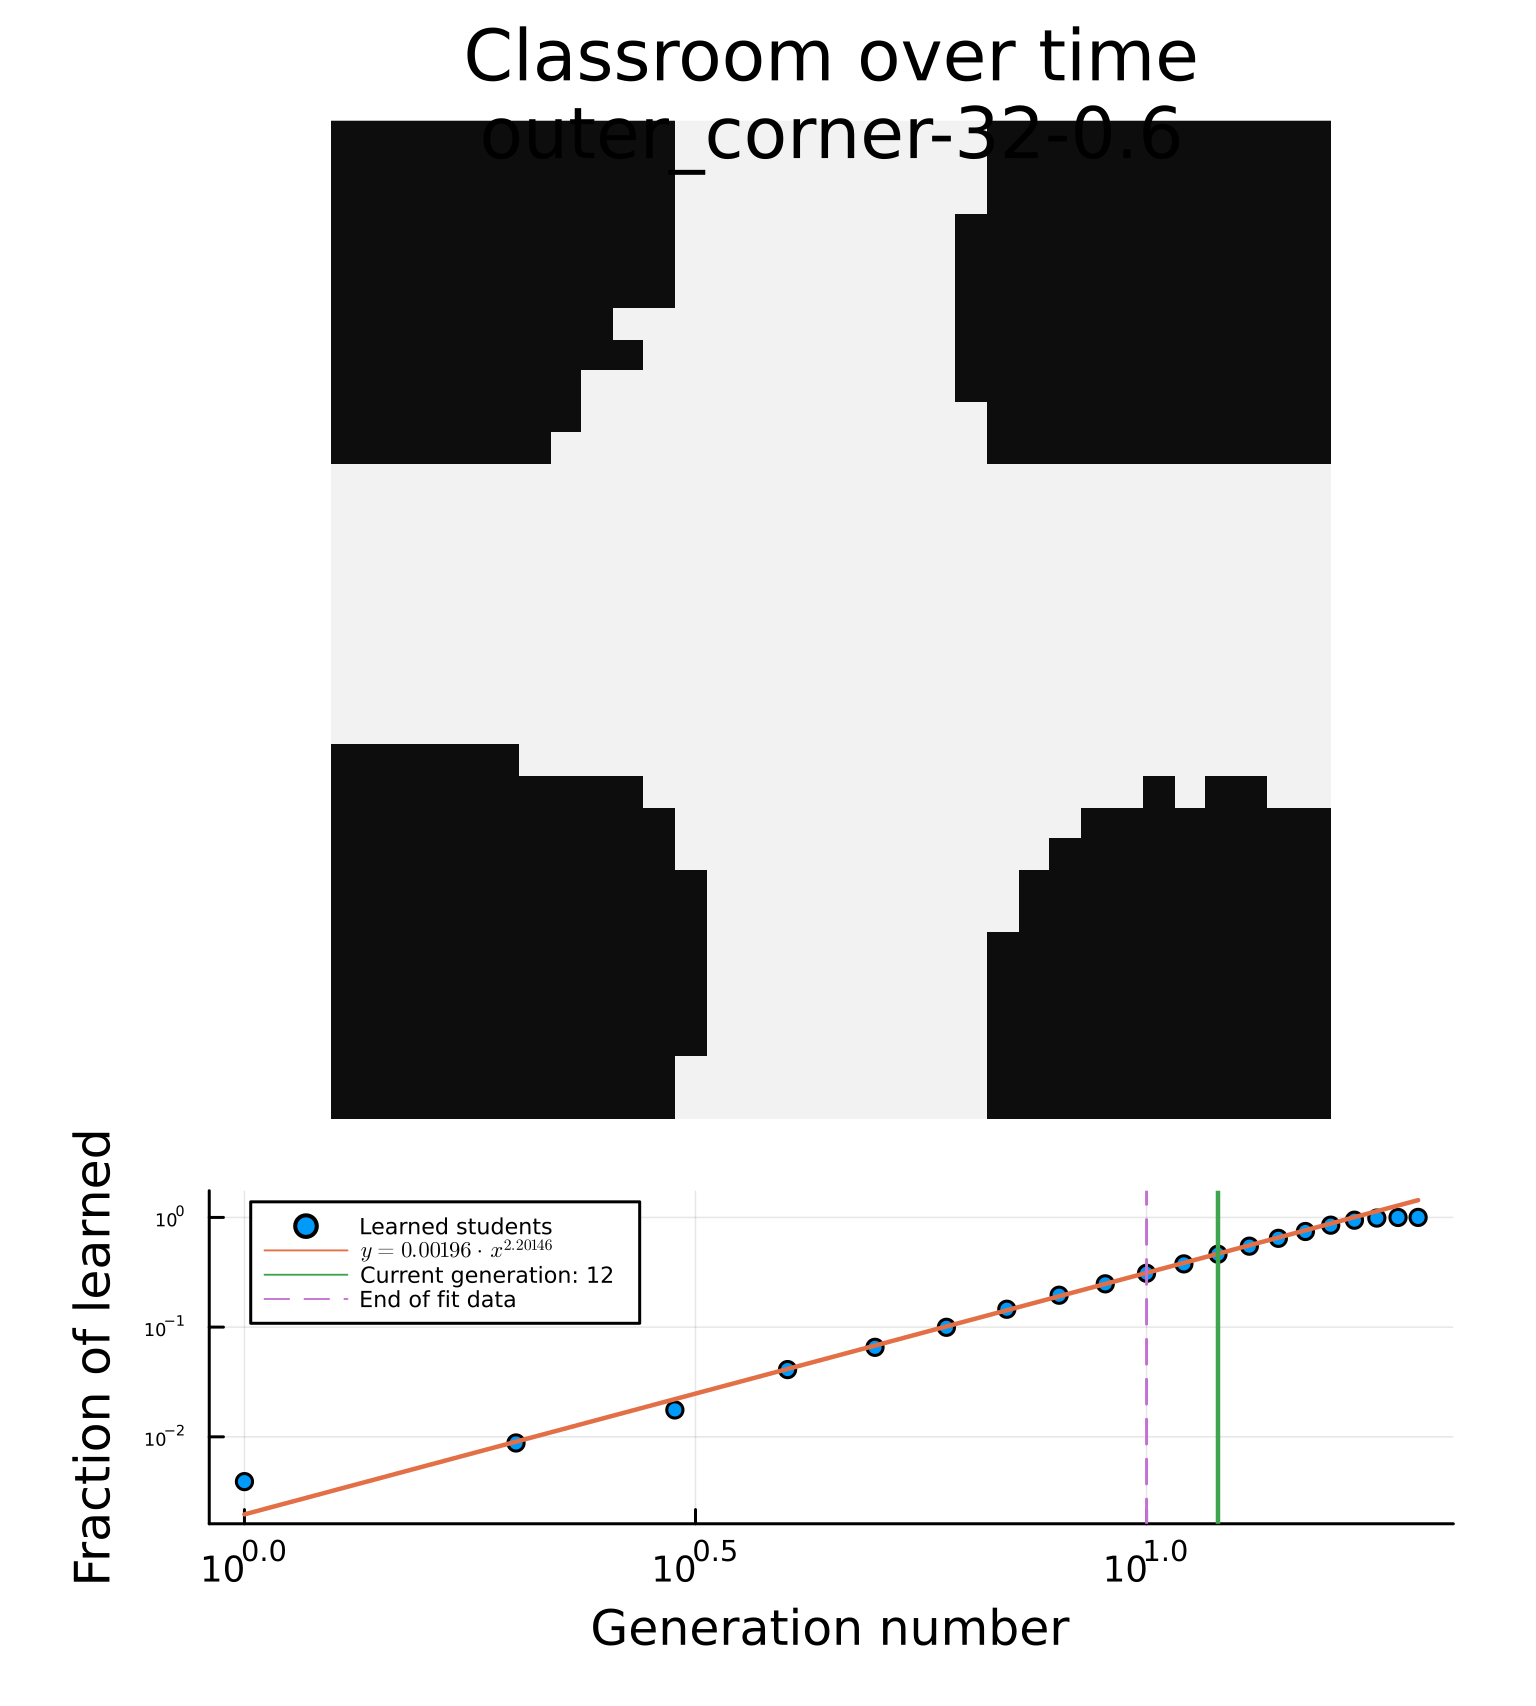 Classroom over time
outer_corner-32-0.6
Fraction of learned
10^0
10^−1
10^−2
Learned students
y = 0.00196 · x^2.20146
Current generation: 12
End of fit data
10^0.0
10^0.5
10^1.0
Generation number